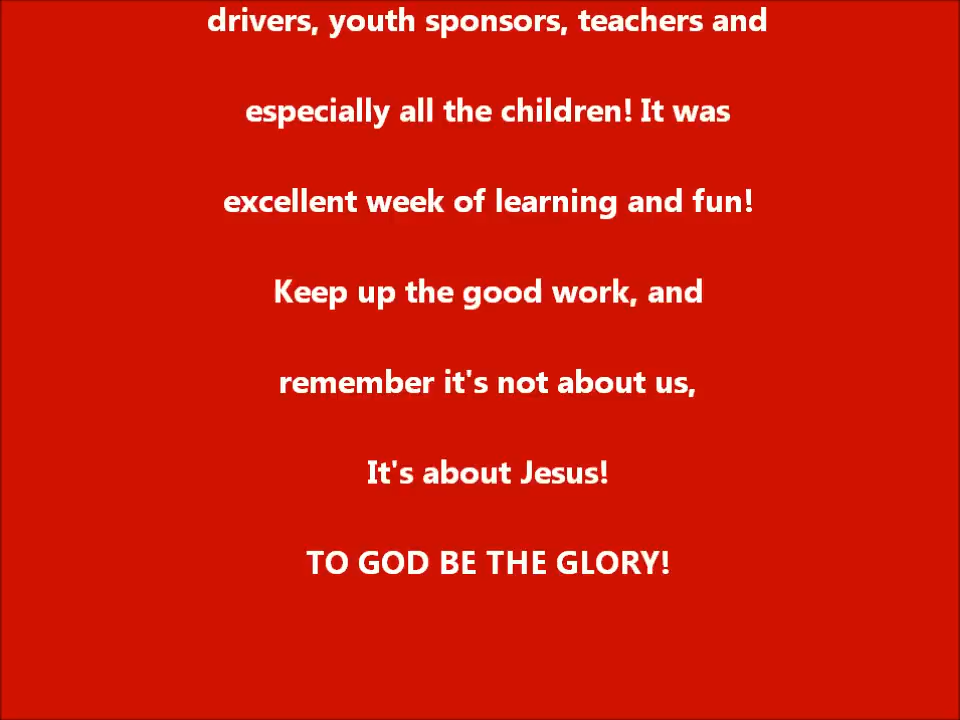 drivers, youth sponsors, teachers and
especially all the children! It was
excellent week of learning and fun!
Keep up the good work, and
remember it's not about us,
It's about Jesus!
TO GOD BE THE GLORY!